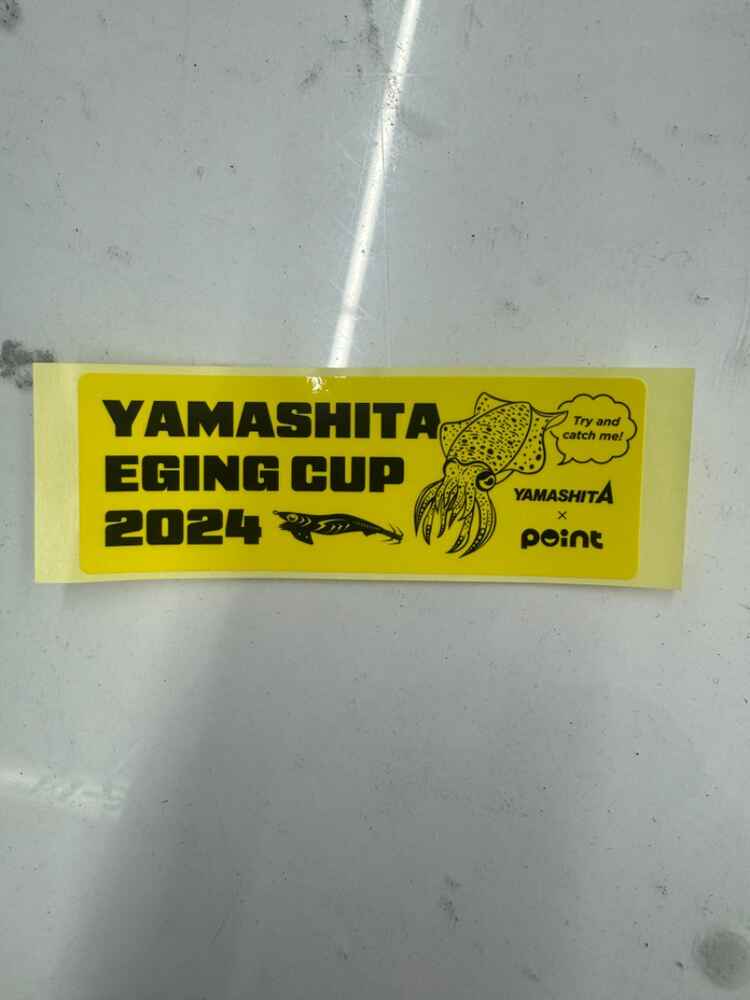 YAMASHITA
EGING CUP
2024
Try and
catch me!
YAMASHITA
×
point